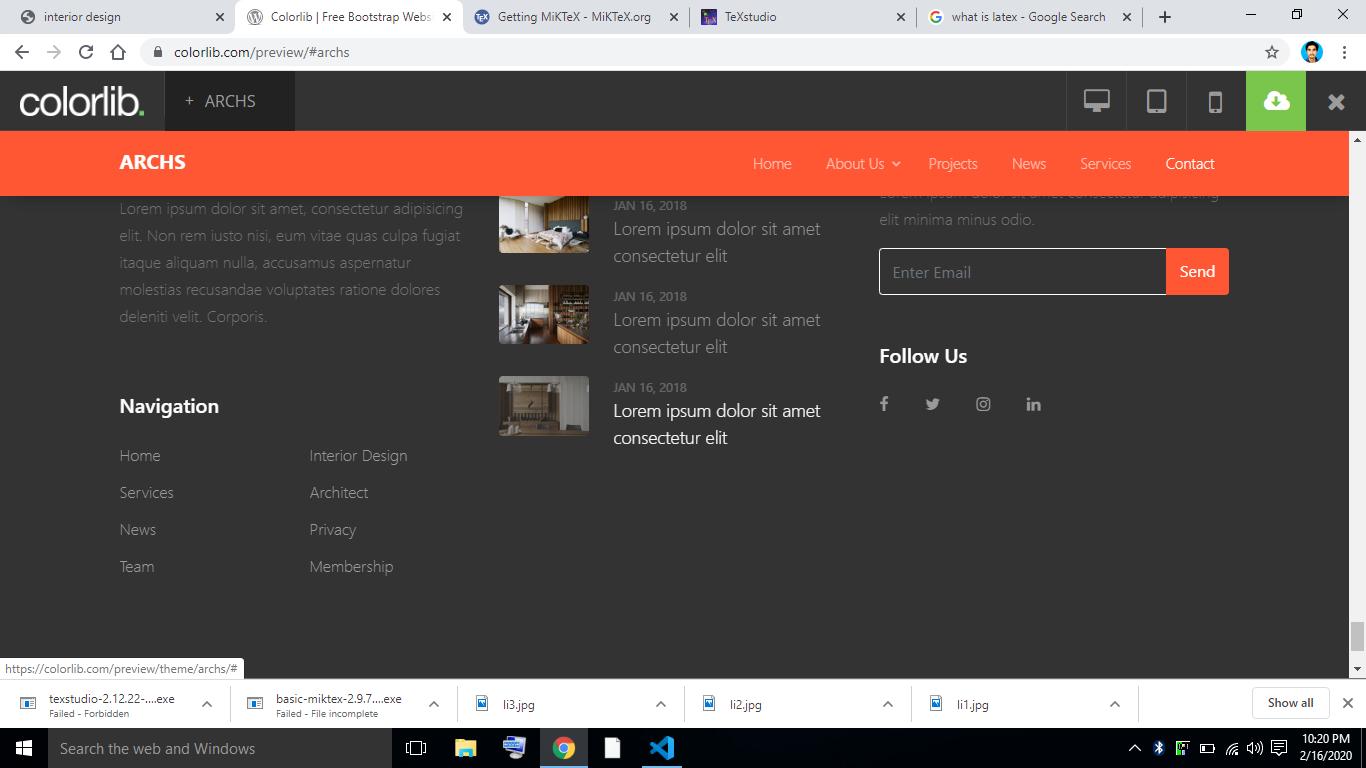 interior design
Colorlib | Free Bootstrap Webs
Getting MiKTeX - MiKTeX.org
TeXstudio
what is latex - Google Search
colorlib.com/preview/#archs
colorlib.
+ ARCHS
ARCHS
Home
About Us
Projects
News
Services
Contact
Lorem ipsum dolor sit amet, consectetur adipisicing
elit. Non rem iusto nisi, eum vitae quas culpa fugiat
itaque aliquam nulla, accusamus aspernatur
molestias recusandae voluptates ratione dolores
deleniti velit. Corporis.
Navigation
Home
Services
News
Team
Interior Design
Architect
Privacy
Membership
JAN 16, 2018
Lorem ipsum dolor sit amet
consectetur elit
JAN 16, 2018
Lorem ipsum dolor sit amet
consectetur elit
JAN 16, 2018
Lorem ipsum dolor sit amet
consectetur elit
Lorem ipsum dolor sit amet consectetur adipisicing
elit minima minus odio.
Enter Email
Send
Follow Us
https://colorlib.com/preview/theme/archs/#
texstudio-2.12.22-....exe
Failed - Forbidden
basic-miktex-2.9.7....exe
Failed - File incomplete
li3.jpg
li2.jpg
li1.jpg
Show all
Search the web and Windows
10:20 PM
2/16/2020